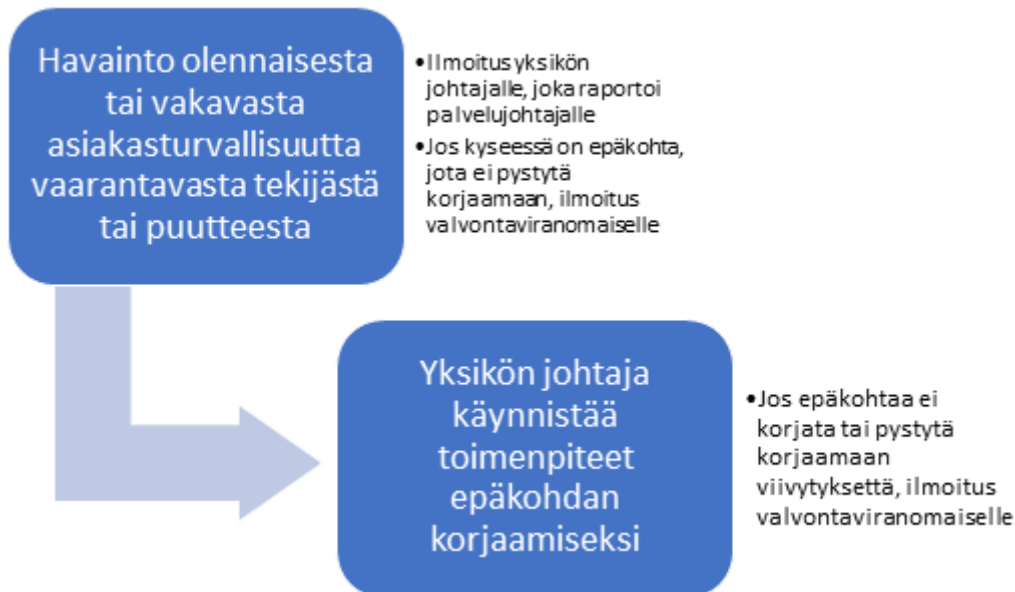 Havainto olennaisesta
tai vakavasta
asiakasturvallisuutta
vaarantavasta tekijästä
tai puutteesta
•Ilmoitus yksikön
johtajalle, joka raportoi
palvelujohtajalle
•Jos kyseessä on epäkohta,
jota ei pystytä
korjaamaan, ilmoitus
valvontaviranomaiselle
Yksikön johtaja
käynnistää
toimenpiteet
epäkohdan
korjaamiseksi
•Jos epäkohtaa ei
korjata tai pystytä
korjaamaan
viivytyksettä, ilmoitus
valvontaviranomaiselle